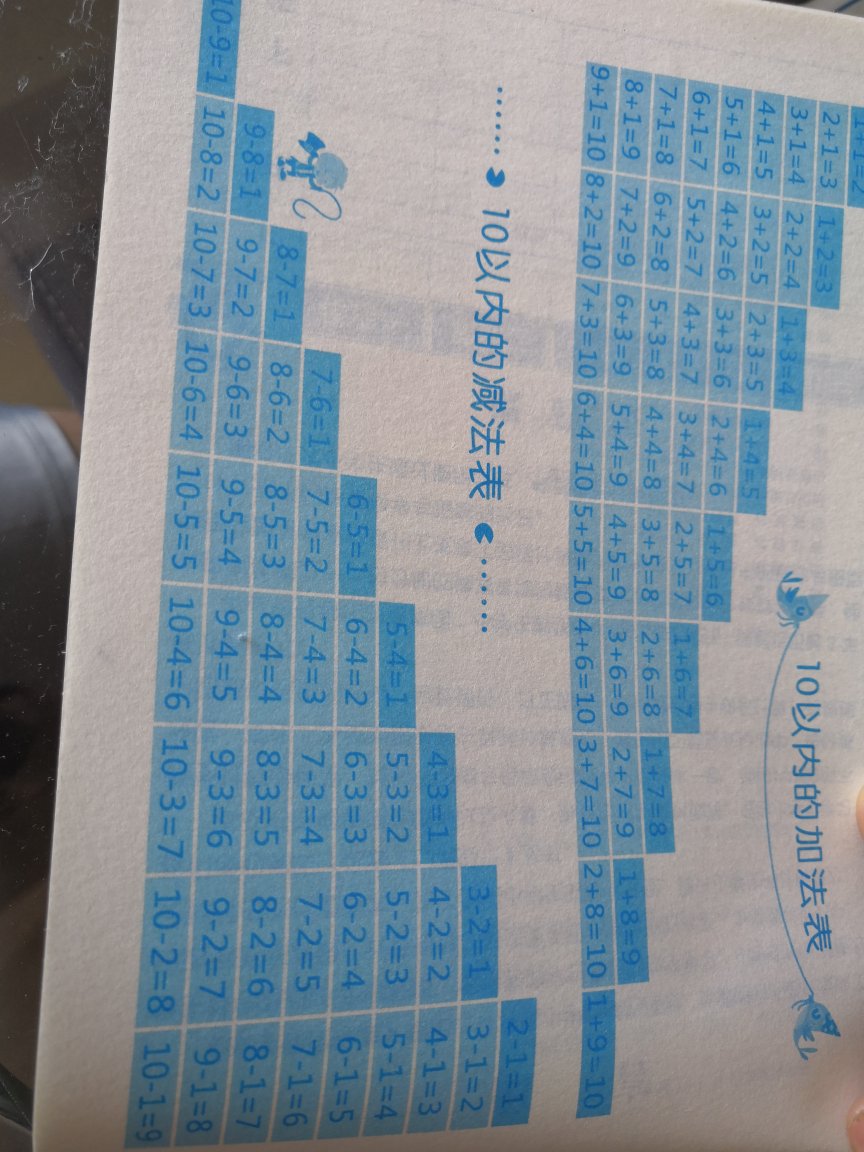 10以内的加法表
1+1=2
2+1=3 1+2=3
3+1=4 2+2=4 1+3=4
4+1=5 3+2=5 2+3=5 1+4=5
5+1=6 4+2=6 3+3=6 2+4=6 1+5=6
6+1=7 5+2=7 4+3=7 3+4=7 2+5=7 1+6=7
7+1=8 6+2=8 5+3=8 4+4=8 3+5=8 2+6=8 1+7=8
8+1=9 7+2=9 6+3=9 5+4=9 4+5=9 3+6=9 2+7=9 1+8=9
9+1=10 8+2=10 7+3=10 6+4=10 5+5=10 4+6=10 3+7=10 2+8=10 1+9=10
10以内的减法表
2-1=1
3-2=1 3-1=2
4-3=1 4-2=2 4-1=3
5-4=1 5-3=2 5-2=3 5-1=4
6-5=1 6-4=2 6-3=3 6-2=4 6-1=5
7-6=1 7-5=2 7-4=3 7-3=4 7-2=5 7-1=6
8-7=1 8-6=2 8-5=3 8-4=4 8-3=5 8-2=6 8-1=7
9-8=1 9-7=2 9-6=3 9-5=4 9-4=5 9-3=6 9-2=7 9-1=8
10-9=1 10-8=2 10-7=3 10-6=4 10-5=5 10-4=6 10-3=7 10-2=8 10-1=9